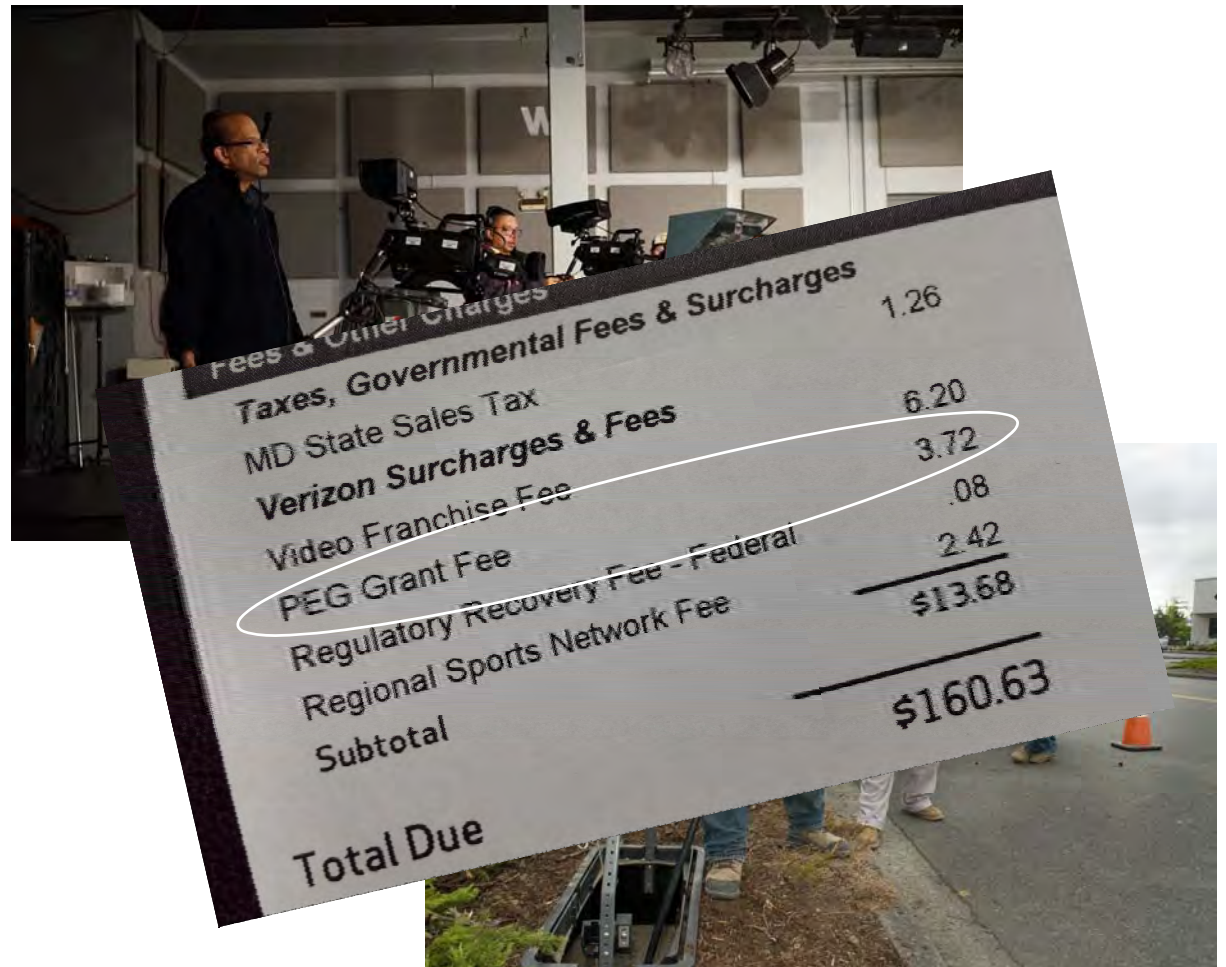 W
Fees & Other Charges
Taxes, Governmental Fees & Surcharges
MD State Sales Tax 1.26
Verizon Surcharges & Fees
Video Franchise Fee 6.20
PEG Grant Fee 3.72
Regulatory Recovery Fee - Federal .08
Regional Sports Network Fee 2.42
Subtotal $13.68
Total Due $160.63